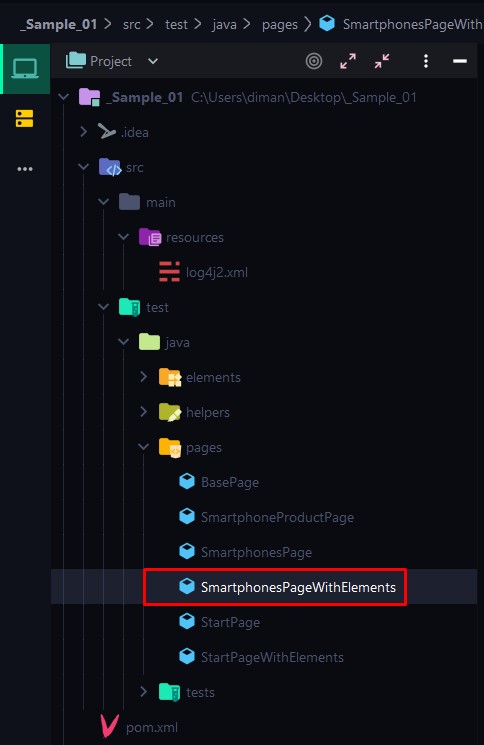 _Sample_01 > src > test > java > pages > SmartphonesPageWith
Project
_Sample_01 C:\Users\diman\Desktop\_Sample_01
.idea
src
main
resources
log4j2.xml
test
java
elements
helpers
pages
BasePage
SmartphoneProductPage
SmartphonesPage
SmartphonesPageWithElements
StartPage
StartPageWithElements
tests
pom.xml